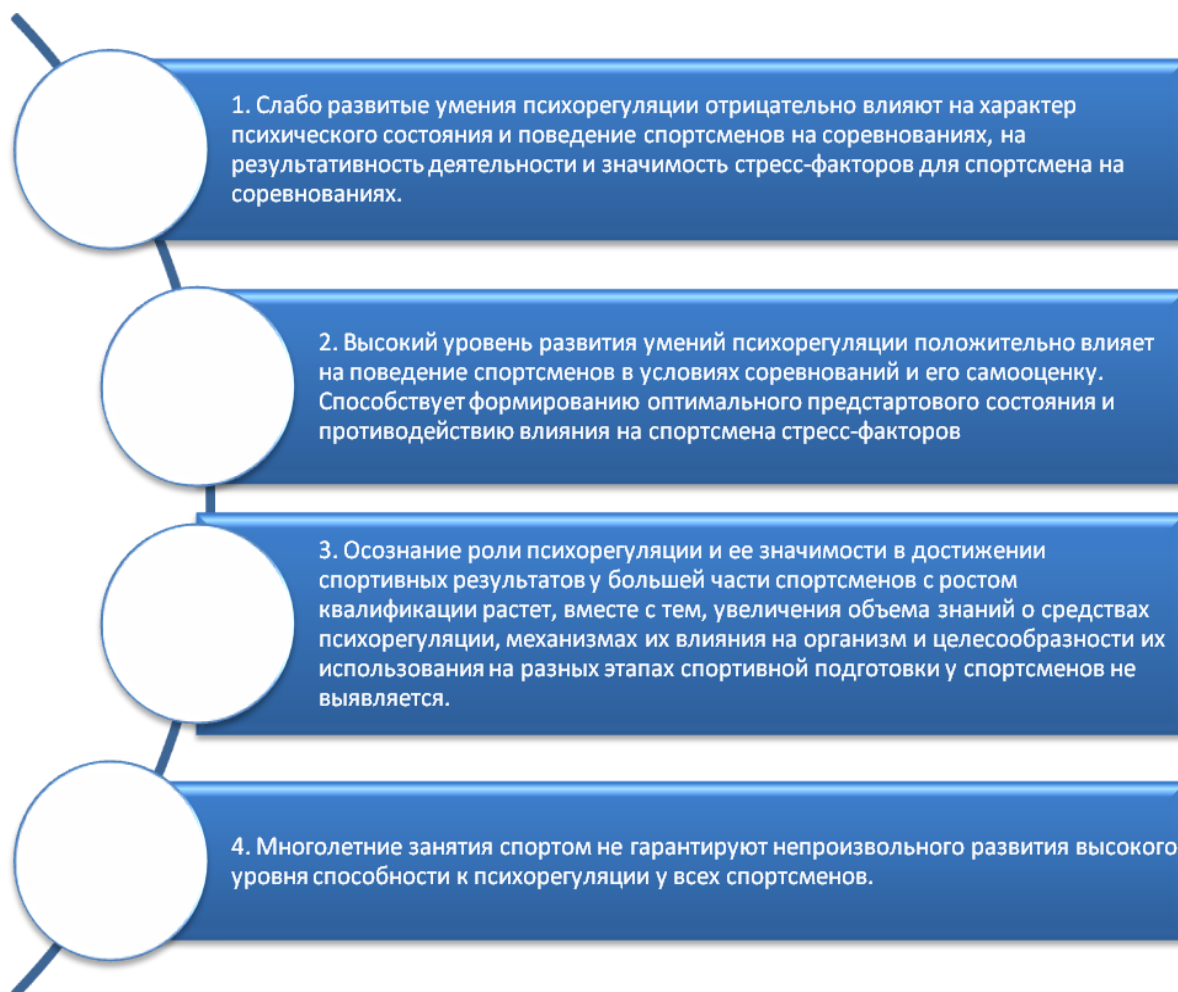 1. Слабо развитые умения психорегуляции отрицательно влияют на характер
психического состояния и поведение спортсменов на соревнованиях, на
результативность деятельности и значимость стресс-факторов для спортсмена на
соревнованиях.
2. Высокий уровень развития умений психорегуляции положительно влияет
на поведение спортсменов в условиях соревнований и его самооценку.
Способствует формированию оптимального предстартового состояния и
противодействию влияния на спортсмена стресс-факторов
3. Осознание роли психорегуляции и ее значимости в достижении
спортивных результатов у большей части спортсменов с ростом
квалификации растет, вместе с тем, увеличения объема знаний о средствах
психорегуляции, механизмах их влияния на организм и целесообразности их
использования на разных этапах спортивной подготовки у спортсменов не
выявляется.
4. Многолетние занятия спортом не гарантируют непроизвольного развития высокого
уровня способности к психорегуляции у всех спортсменов.